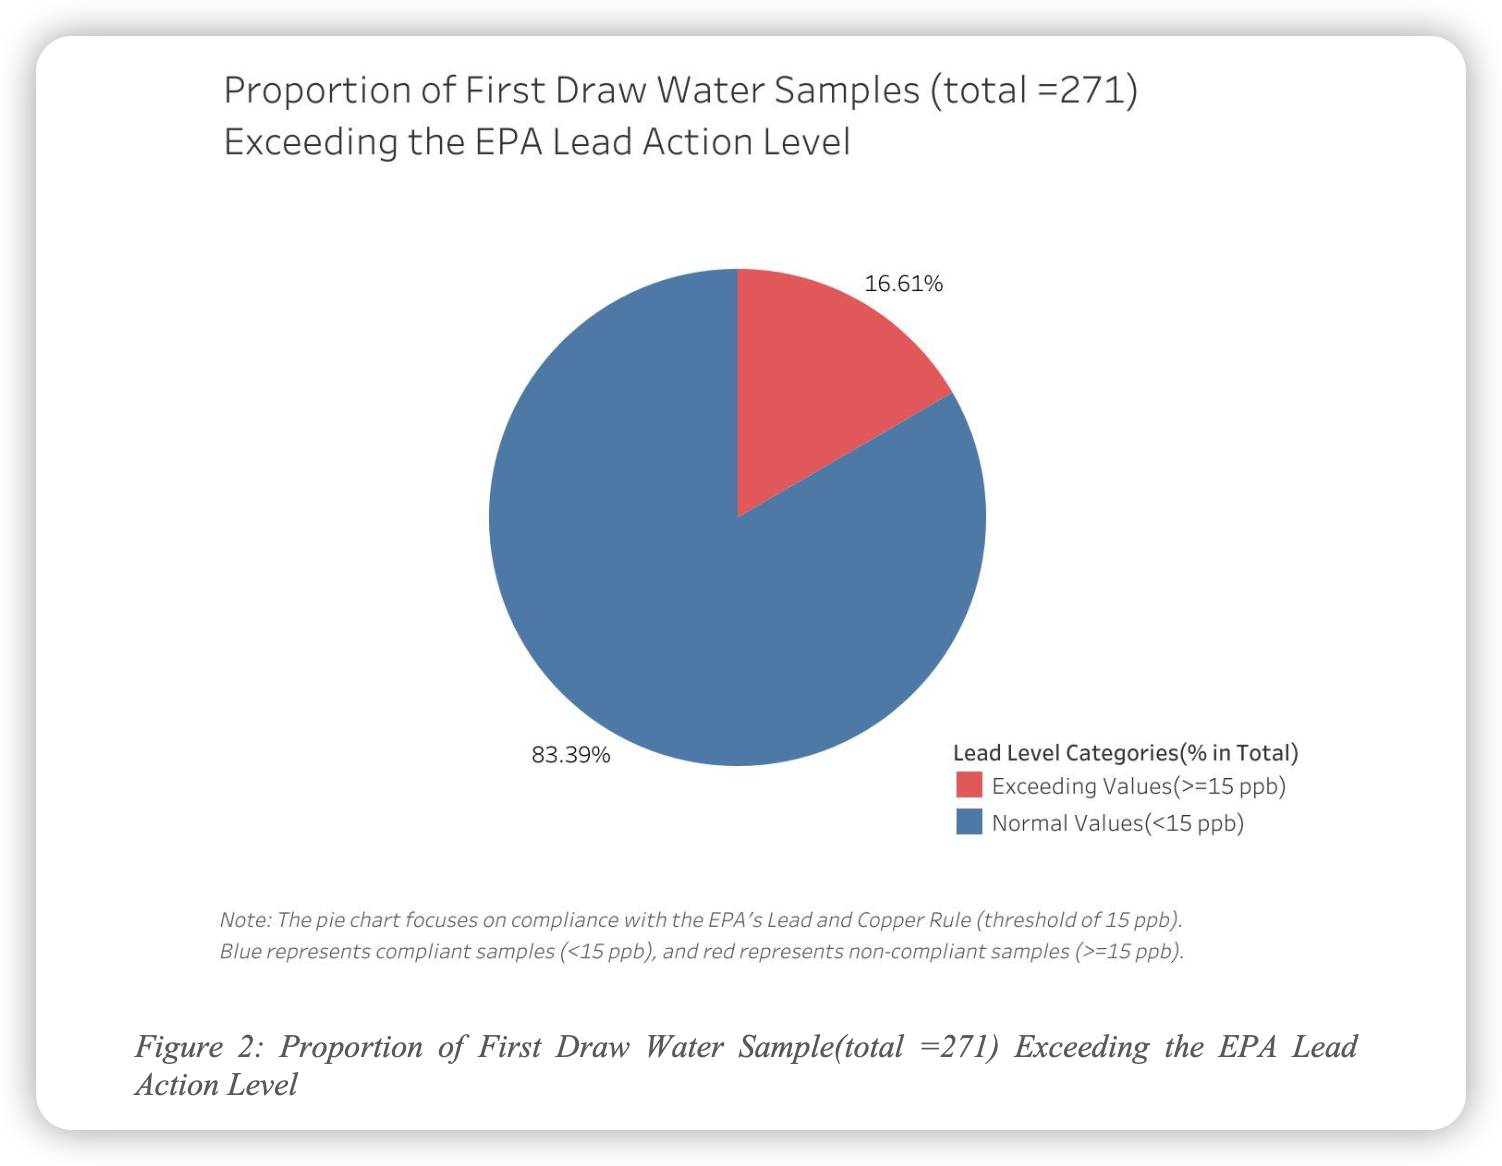 Proportion of First Draw Water Samples (total =271)
Exceeding the EPA Lead Action Level
16.61%
83.39%
Lead Level Categories(% in Total)
Exceeding Values(>=15 ppb)
Normal Values(<15 ppb)
Note: The pie chart focuses on compliance with the EPA's Lead and Copper Rule (threshold of 15 ppb).
Blue represents compliant samples (<15 ppb), and red represents non-compliant samples (>=15 ppb).
Figure 2: Proportion of First Draw Water Sample(total =271) Exceeding the EPA Lead
Action Level